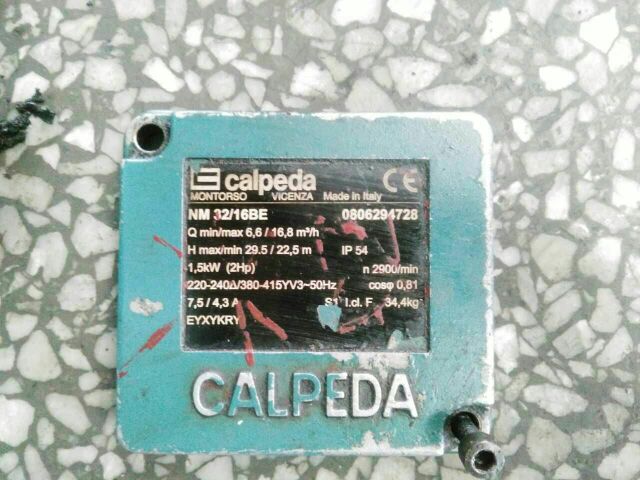 calpeda CE
MONTORSO VICENZA Made in Italy
NM 32/16BE 0806294728
Q min/max 6,6 / 16,8 m³/h
H max/min 29.5 / 22,5 m IP 54
1,5kW (2Hp) n 2900/min
220-240Δ/380-415YV3~50Hz cosφ 0,81
7,5 / 4,3 A S1 I.cl. F 34,4kg
EYXYKRY
CALPEDA